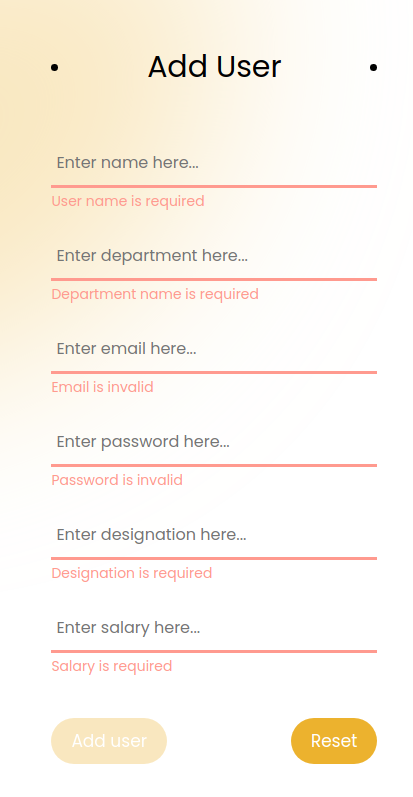 Add User
Enter name here...
User name is required
Enter department here...
Department name is required
Enter email here...
Email is invalid
Enter password here...
Password is invalid
Enter designation here...
Designation is required
Enter salary here...
Salary is required
Add user Reset